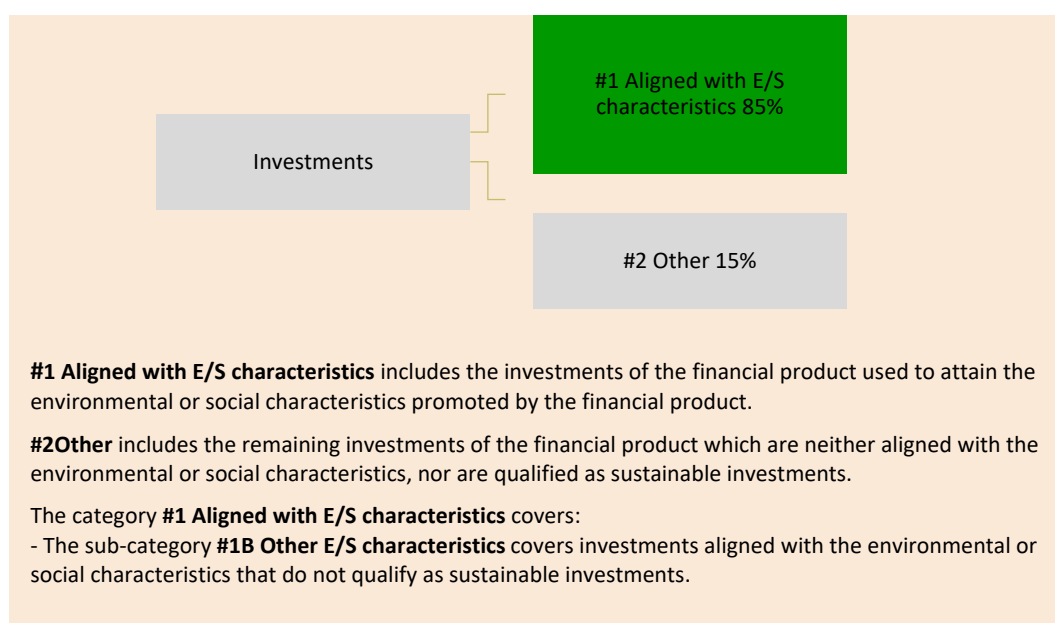 #1 Aligned with E/S
characteristics 85%
Investments
#2 Other 15%
#1 Aligned with E/S characteristics includes the investments of the financial product used to attain the
environmental or social characteristics promoted by the financial product.
#2Other includes the remaining investments of the financial product which are neither aligned with the
environmental or social characteristics, nor are qualified as sustainable investments.
The category #1 Aligned with E/S characteristics covers:
- The sub-category #1B Other E/S characteristics covers investments aligned with the environmental or
social characteristics that do not qualify as sustainable investments.